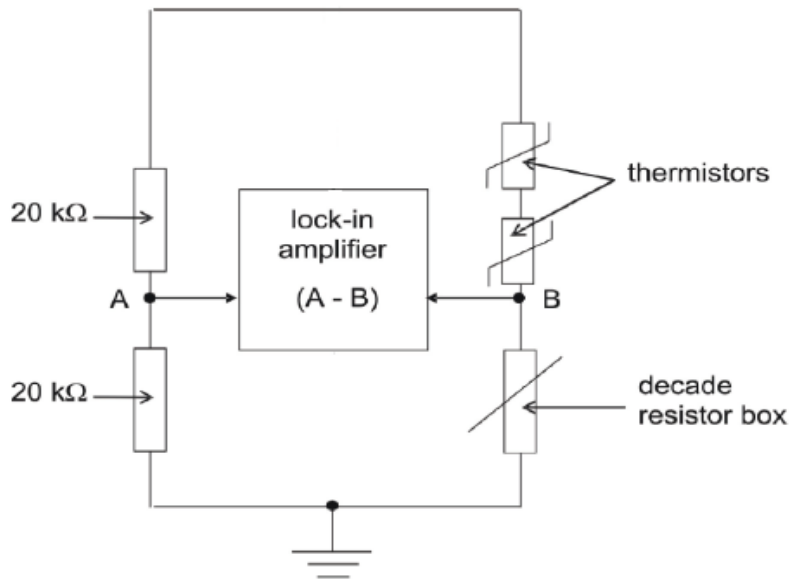 thermistors
20 kΩ
lock-in
amplifier
(A - B)
A
B
20 kΩ
decade
resistor box